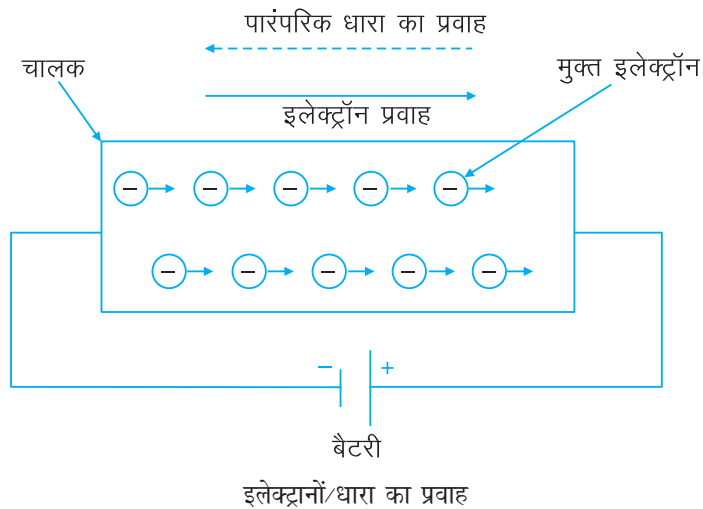 पारंपरिक धारा का प्रवाह
चालक
मुक्त इलेक्ट्रॉन
इलेक्ट्रॉन प्रवाह
− − − − −
− − − − −
− +
बैटरी
इलेक्ट्रानों/धारा का प्रवाह